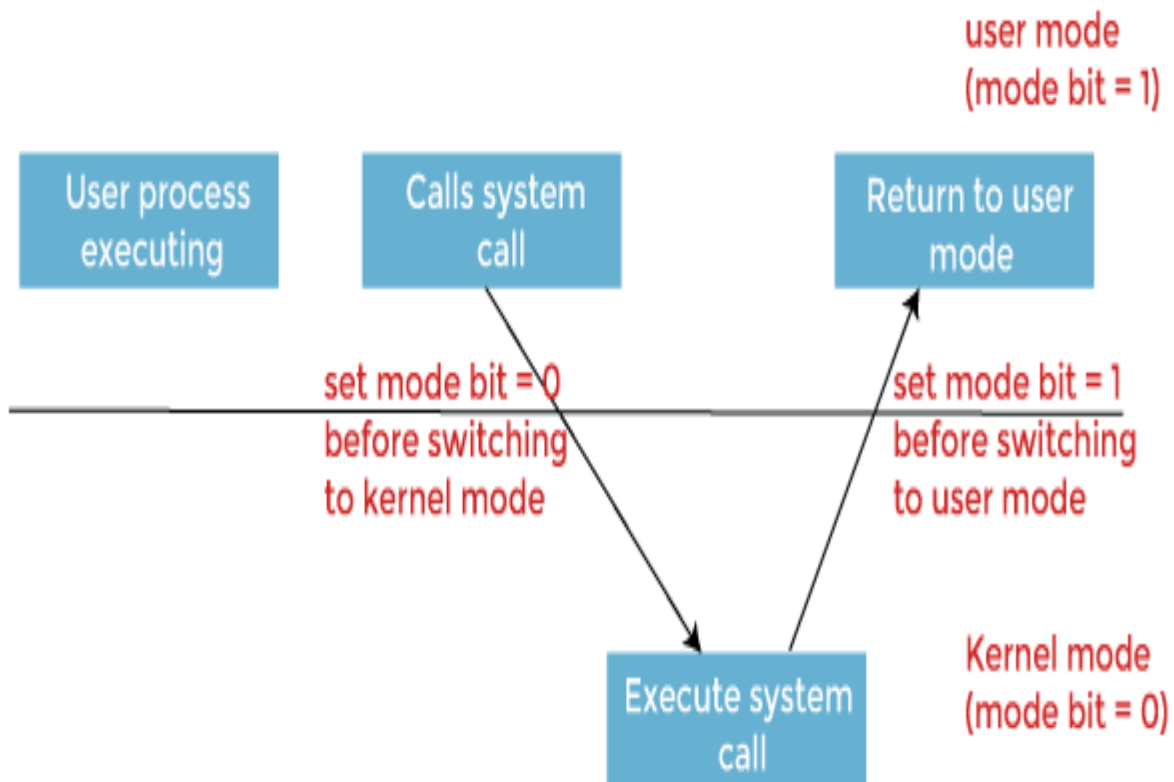 user mode
(mode bit = 1)
User process
executing
Calls system
call
Return to user
mode
set mode bit = 0
before switching
to kernel mode
set mode bit = 1
before switching
to user mode
Execute system
call
Kernel mode
(mode bit = 0)